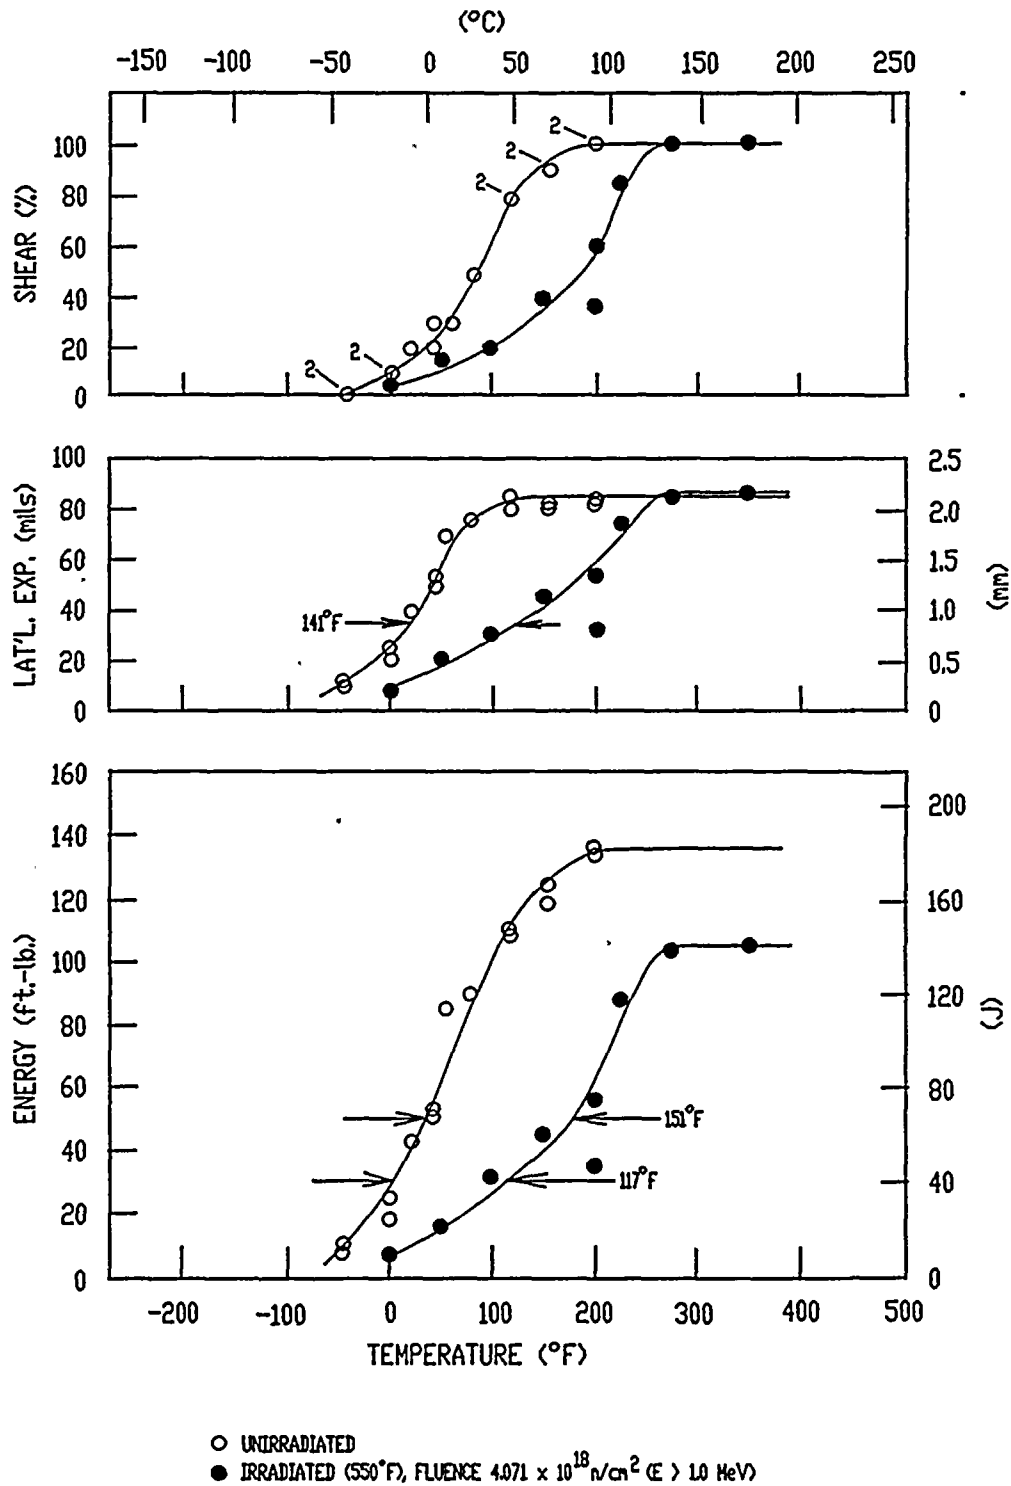 (°C)
-150 -100 -50 0 50 100 150 200 250
SHEAR (%)
100
80
60
40
20
0
2
2
2
2
2
LAT'L. EXP. (mils)
100
80
60
40
20
0
141°F
2.5
2.0
1.5
1.0
0.5
0
(mm)
ENERGY (ft.-lb.)
160
140
120
100
80
60
40
20
0
151°F
117°F
200
160
120
80
40
0
(J)
-200 -100 0 100 200 300 400 500
TEMPERATURE (°F)
○ UNIRRADIATED
● IRRADIATED (550°F), FLUENCE 4.071 x 10¹⁸ n/cm² (E > 1.0 MeV)